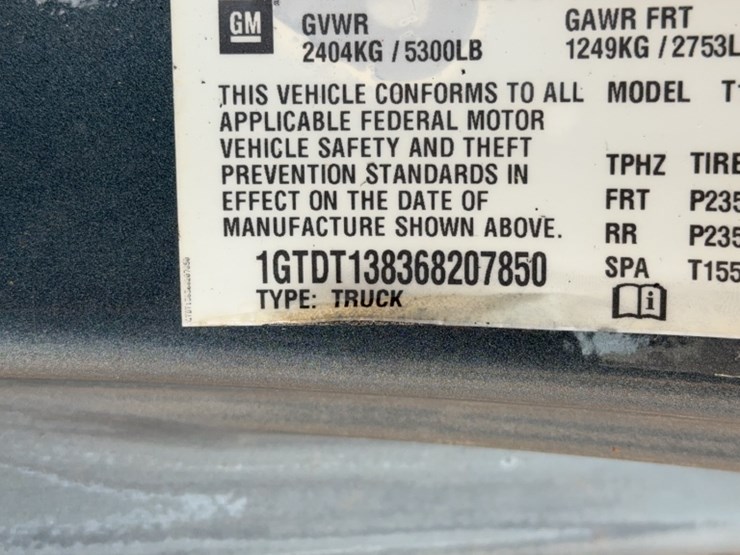 GM
GVWR
2404KG / 5300LB
GAWR FRT
1249KG / 2753L
THIS VEHICLE CONFORMS TO ALL
APPLICABLE FEDERAL MOTOR
VEHICLE SAFETY AND THEFT
PREVENTION STANDARDS IN
EFFECT ON THE DATE OF
MANUFACTURE SHOWN ABOVE.
1GTDT138368207850
TYPE: TRUCK
MODEL T1
TPHZ TIRE
FRT P235
RR P235
SPA T155
i